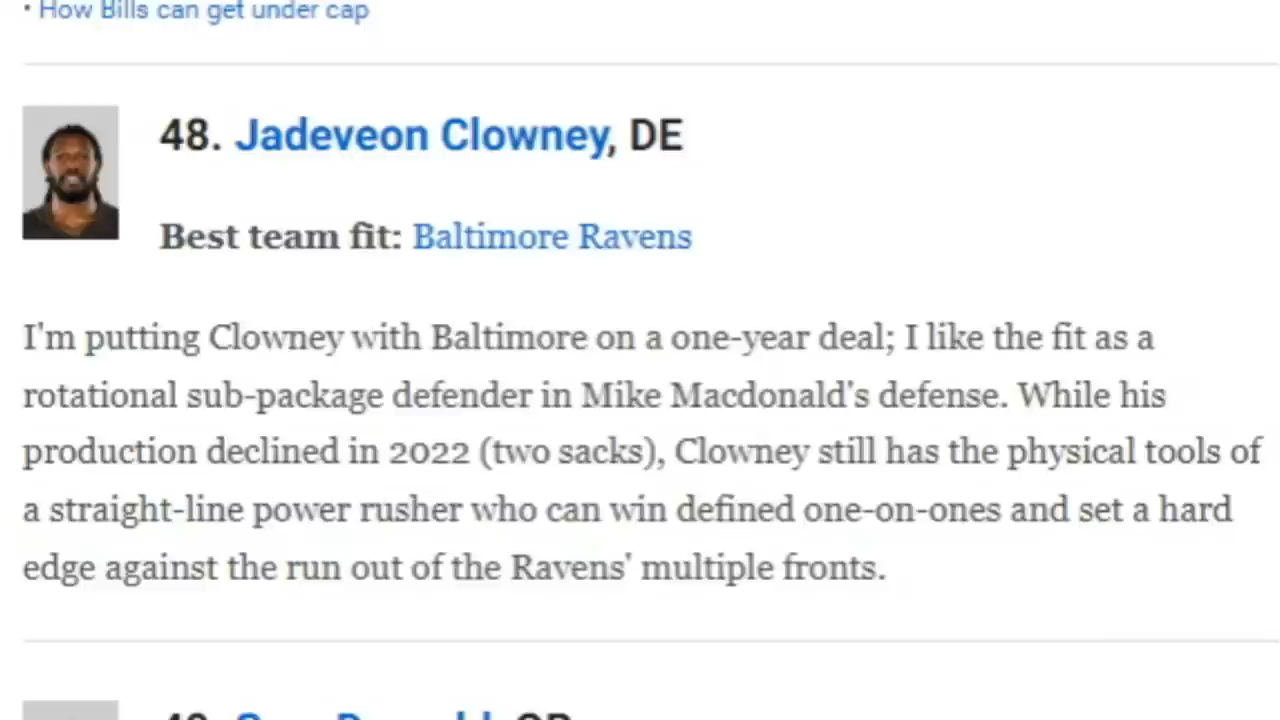 • How Bills can get under cap
48. Jadeveon Clowney, DE
Best team fit: Baltimore Ravens
I'm putting Clowney with Baltimore on a one-year deal; I like the fit as a
rotational sub-package defender in Mike Macdonald's defense. While his
production declined in 2022 (two sacks), Clowney still has the physical tools of
a straight-line power rusher who can win defined one-on-ones and set a hard
edge against the run out of the Ravens' multiple fronts.